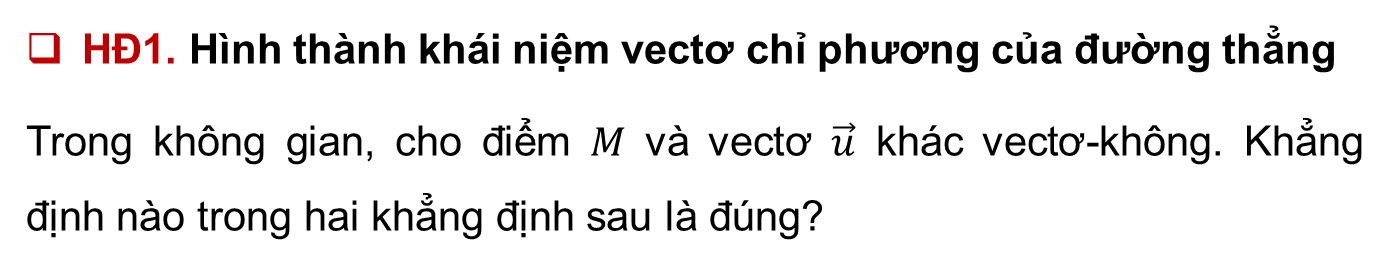 ❑ HĐ1. Hình thành khái niệm vectơ chỉ phương của đường thẳng
Trong không gian, cho điểm M và vectơ u⃗ khác vectơ-không. Khẳng
định nào trong hai khẳng định sau là đúng?